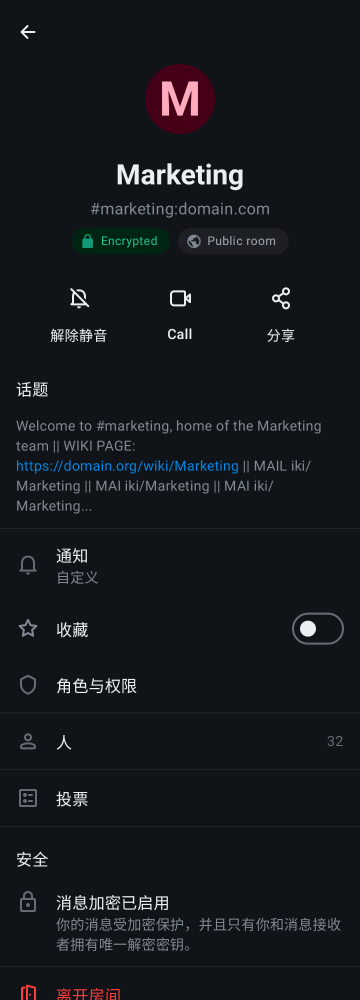 M
Marketing
#marketing:domain.com
Encrypted
Public room
解除静音
Call
分享
话题
Welcome to #marketing, home of the Marketing
team || WIKI PAGE:
https://domain.org/wiki/Marketing || MAIL iki/
Marketing || MAI iki/Marketing || MAI iki/
Marketing...
通知
自定义
收藏
角色与权限
人
32
投票
安全
消息加密已启用
你的消息受加密保护，并且只有你和消息接收
者拥有唯一解密密钥。
离开房间